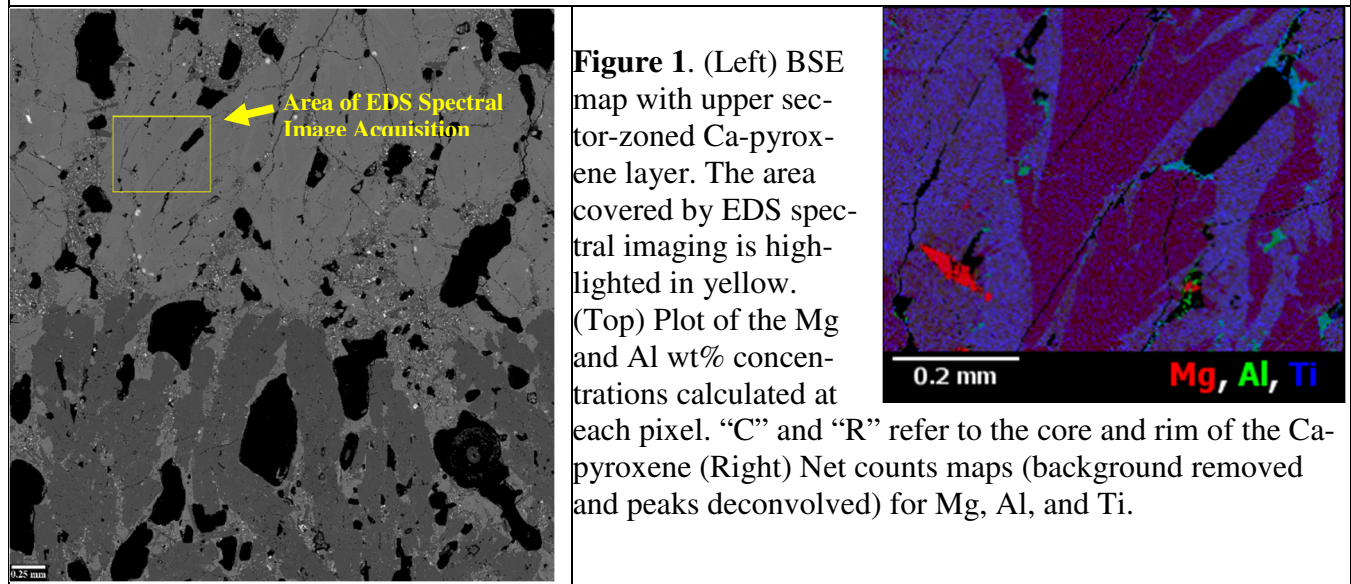 Area of EDS Spectral
Image Acquisition
0.25 mm
Figure 1. (Left) BSE
map with upper sec-
tor-zoned Ca-pyrox-
ene layer. The area
covered by EDS spec-
tral imaging is high-
lighted in yellow.
(Top) Plot of the Mg
and Al wt% concen-
trations calculated at
each pixel. “C” and “R” refer to the core and rim of the Ca-
pyroxene (Right) Net counts maps (background removed
and peaks deconvolved) for Mg, Al, and Ti.
0.2 mm
Mg, Al, Ti